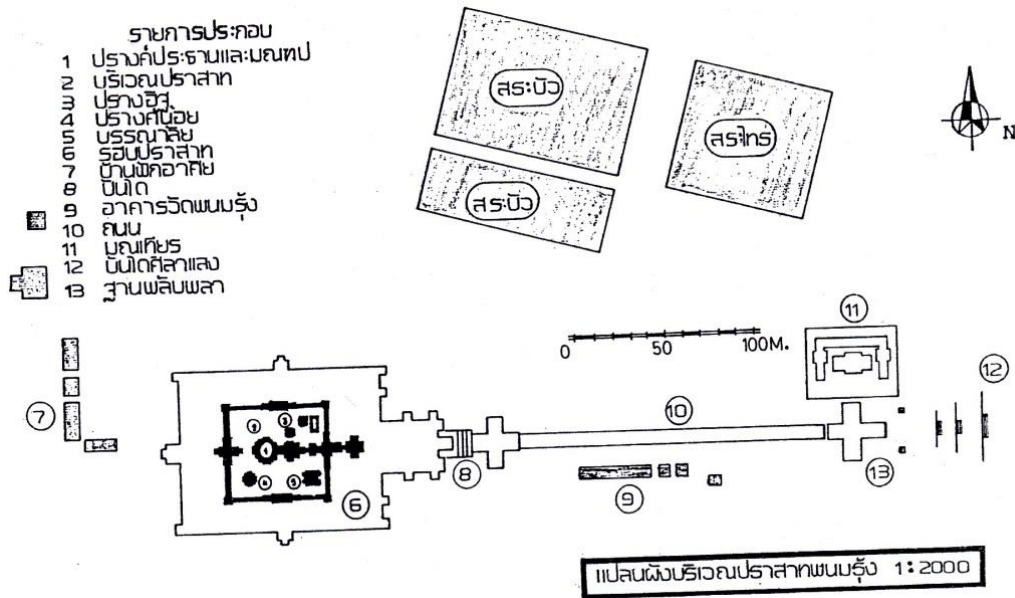 รายการประกอบ
1 ปรางค์ประธานและมณฑป
2 บริเวณปราสาท
3 ปรางอิฐ
4 ปรางค์น้อย
5 บรรณาลัย
6 รอบปราสาท
7 บ้านพักอาศัย
8 บันได
9 อาคารวัดพนมรุ้ง
10 ถนน
11 มณเฑียร
12 บันไดศิลาแลง
13 ฐานพลับพลา
สระบัว
สระบัว
N
0 50 100M.
11
12
10
2 3
7
1
8
13
4 5
9
6
แปลนผังบริเวณปราสาทพนมรุ้ง 1:2000